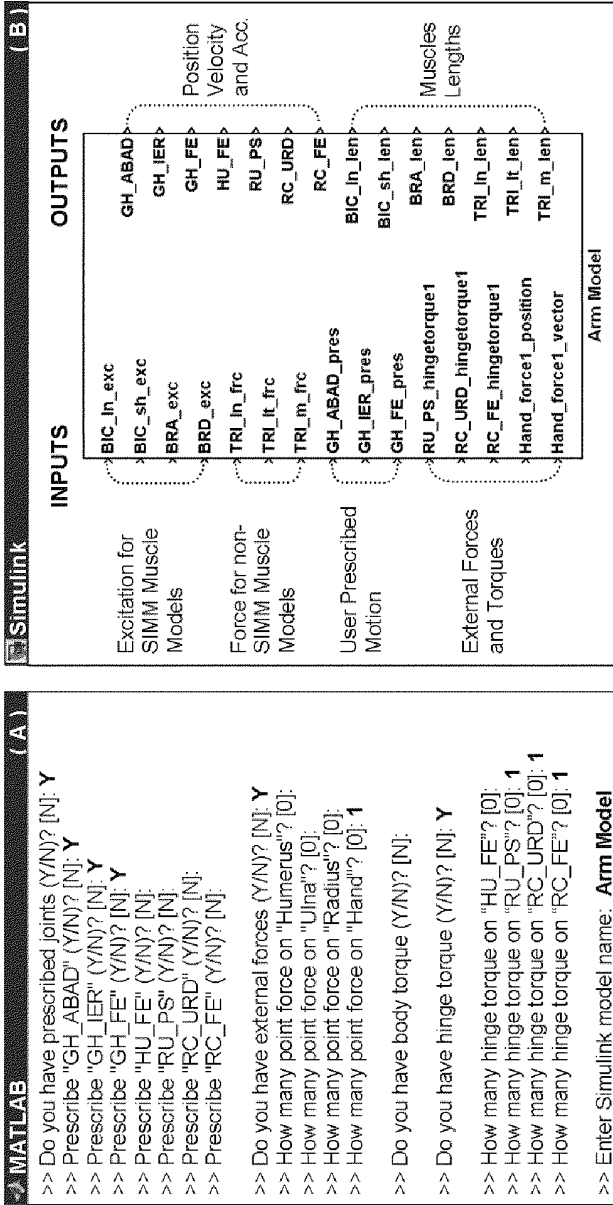 MATLAB ( A )
>> Do you have prescribed joints (Y/N)? [N]: Y
>> Prescribe "GH_ABAD" (Y/N)? [N]: Y
>> Prescribe "GH_IER" (Y/N)? [N]: Y
>> Prescribe "GH_FE" (Y/N)? [N]: Y
>> Prescribe "HU_FE" (Y/N)? [N]:
>> Prescribe "RU_PS" (Y/N)? [N]:
>> Prescribe "RC_URD" (Y/N)? [N]:
>> Prescribe "RC_FE" (Y/N)? [N]:
>> Do you have external forces (Y/N)? [N]: Y
>> How many point force on "Humerus"? [0]:
>> How many point force on "Ulna"? [0]:
>> How many point force on "Radius"? [0]:
>> How many point force on "Hand"? [0]: 1
>> Do you have body torque (Y/N)? [N]:
>> Do you have hinge torque (Y/N)? [N]: Y
>> How many hinge torque on "HU_FE"? [0]:
>> How many hinge torque on "RU_PS"? [0]: 1
>> How many hinge torque on "RC_URD"? [0]: 1
>> How many hinge torque on "RC_FE"? [0]: 1
>> Enter Simulink model name: Arm Model
Simulink ( B )
INPUTS
OUTPUTS
Excitation for
SIMM Muscle
Models
Force for non-
SIMM Muscle
Models
User Prescribed
Motion
External Forces
and Torques
BIC_ln_exc
BIC_sh_exc
BRA_exc
BRD_exc
TRI_ln_frc
TRI_lt_frc
TRI_m_frc
GH_ABAD_pres
GH_IER_pres
GH_FE_pres
RU_PS_hingetorque1
RC_URD_hingetorque1
RC_FE_hingetorque1
Hand_force1_position
Hand_force1_vector
GH_ABAD
GH_IER
GH_FE
HU_FE
RU_PS
RC_URD
RC_FE
BIC_ln_len
BIC_sh_len
BRA_len
BRD_len
TRI_ln_len
TRI_lt_len
TRI_m_len
Position
Velocity
and Acc.
Muscles
Lengths
Arm Model